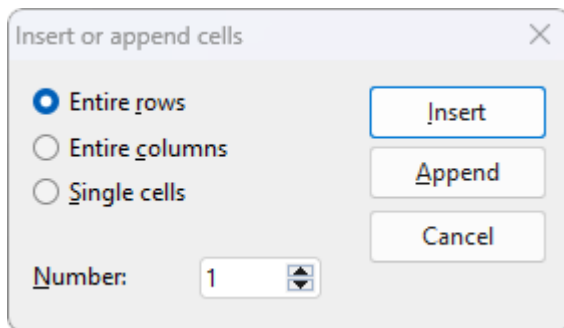 Insert or append cells
Entire rows
Entire columns
Single cells
Number: 1
Insert
Append
Cancel